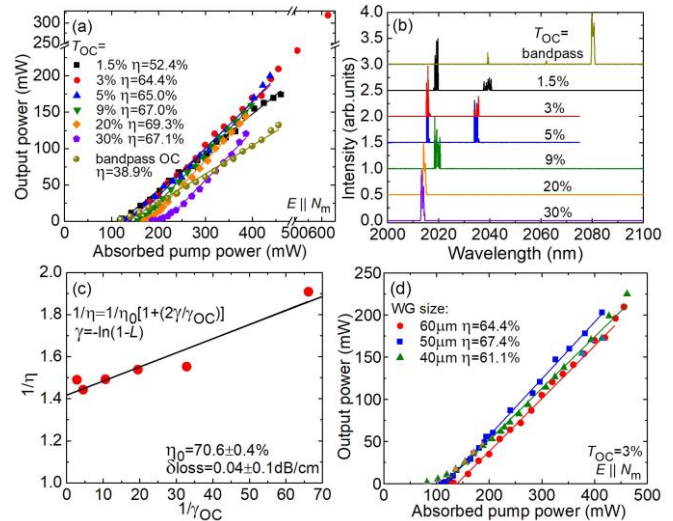 (a)
T_OC=
1.5% η=52.4%
3% η=64.4%
5% η=65.0%
9% η=67.0%
20% η=69.3%
30% η=67.1%
bandpass OC
η=38.9%
E || N_m
300
250
200
150
100
50
0
0 100 200 300 400 500 600
Output power (mW)
Absorbed pump power (mW)
(b)
T_OC=
bandpass
1.5%
3%
5%
9%
20%
30%
4.0
3.5
3.0
2.5
2.0
1.5
1.0
0.5
0.0
2000 2020 2040 2060 2080 2100
Intensity (arb.units)
Wavelength (nm)
(c)
1/η=1/η₀[1+(2γ/γ_OC)]
γ=-ln(1-L)
η₀=70.6±0.4%
δloss=0.04±0.1dB/cm
2.0
1.8
1.6
1.4
1.2
1.0
0 10 20 30 40 50 60 70
1/η
1/γ_OC
(d)
WG size:
60μm η=64.4%
50μm η=67.4%
40μm η=61.1%
T_OC=3%
E || N_m
250
200
150
100
50
0
0 100 200 300 400 500
Output power (mW)
Absorbed pump power (mW)